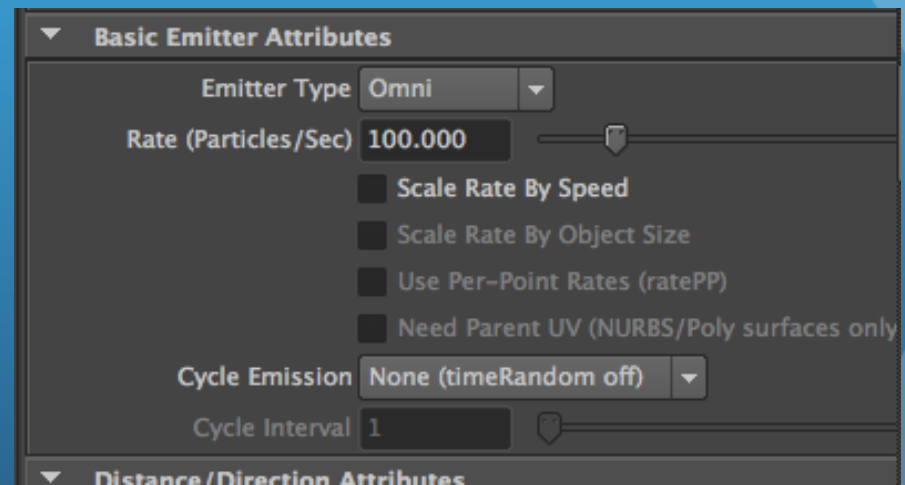 Basic Emitter Attributes
Emitter Type Omni
Rate (Particles/Sec) 100.000
Scale Rate By Speed
Scale Rate By Object Size
Use Per-Point Rates (ratePP)
Need Parent UV (NURBS/Poly surfaces only
Cycle Emission None (timeRandom off)
Cycle Interval 1
Distance/Direction Attributes